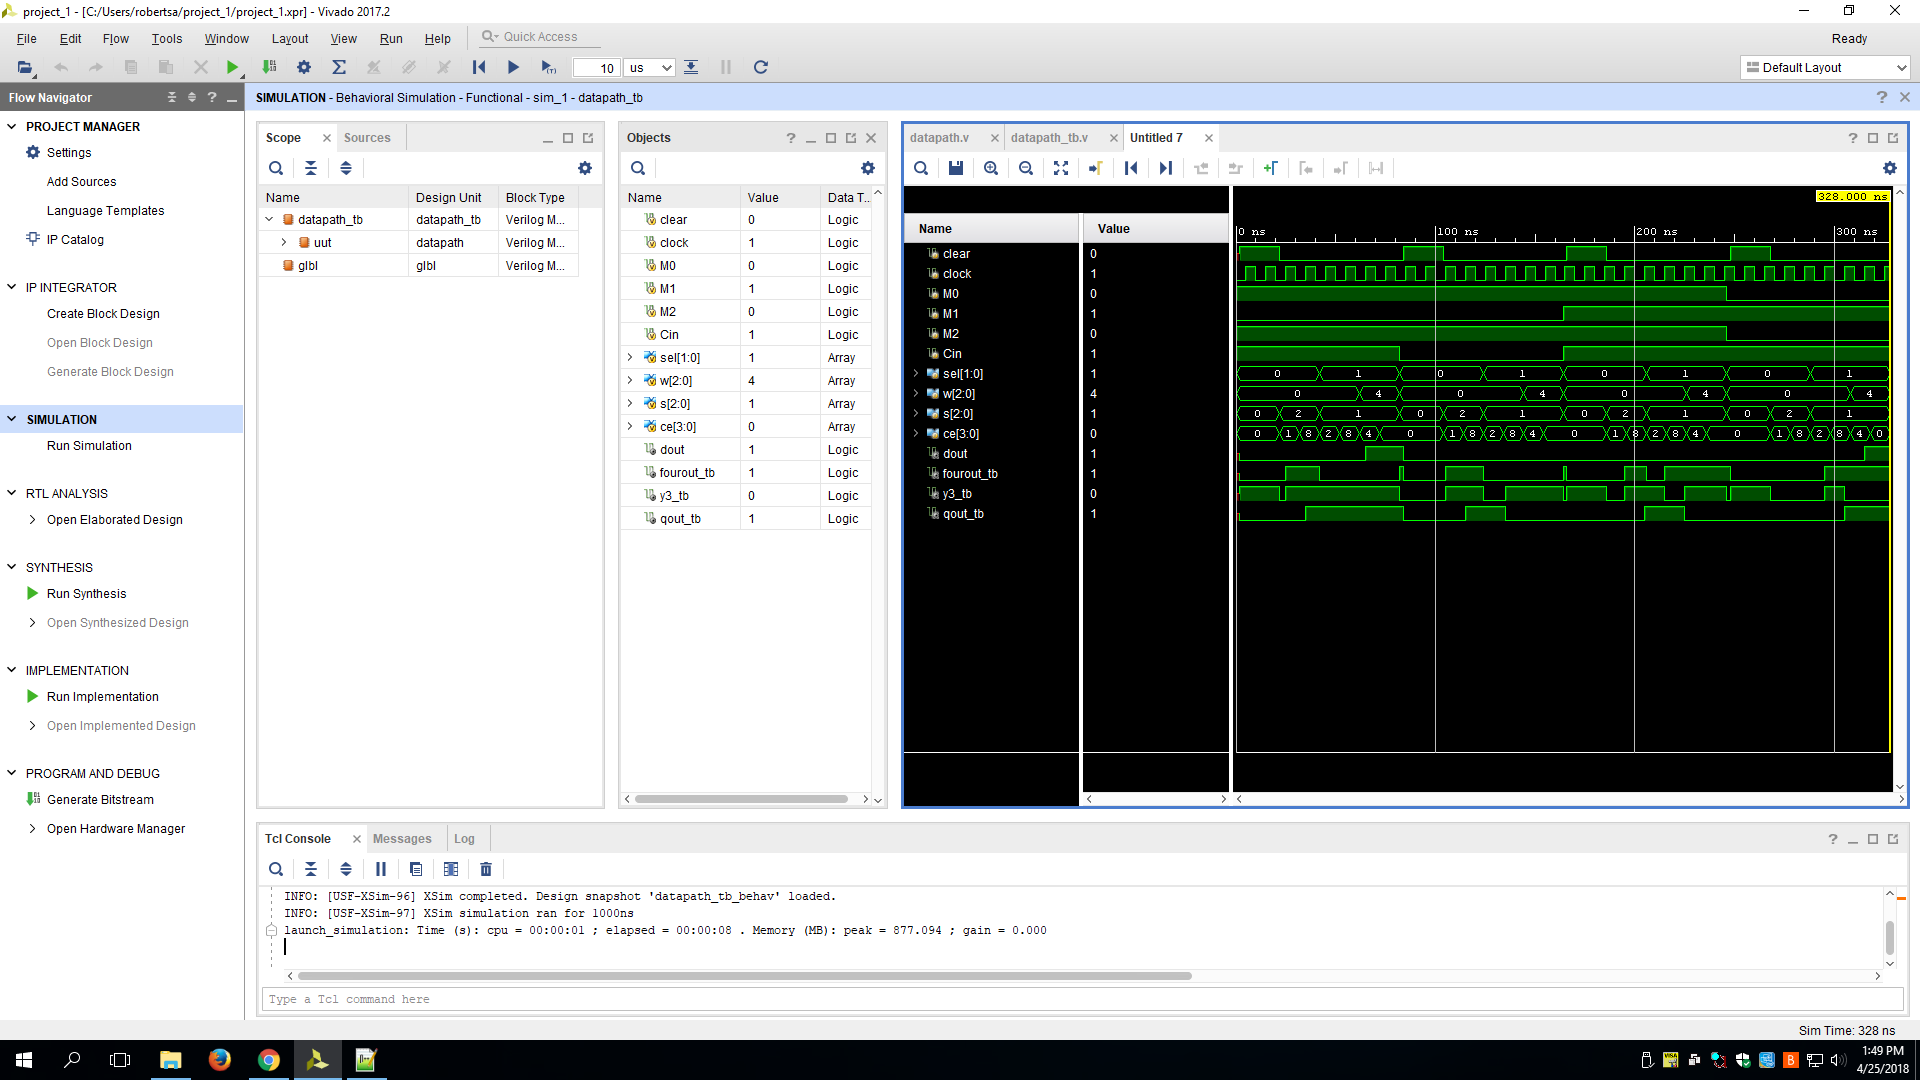 project_1 - [C:/Users/robertsa/project_1/project_1.xpr] - Vivado 2017.2
File Edit Flow Tools Window Layout View Run Help Quick Access Ready
10 us Default Layout
Flow Navigator
SIMULATION - Behavioral Simulation - Functional - sim_1 - datapath_tb
PROJECT MANAGER
Settings
Add Sources
Language Templates
IP Catalog
IP INTEGRATOR
Create Block Design
Open Block Design
Generate Block Design
SIMULATION
Run Simulation
RTL ANALYSIS
Open Elaborated Design
SYNTHESIS
Run Synthesis
Open Synthesized Design
IMPLEMENTATION
Run Implementation
Open Implemented Design
PROGRAM AND DEBUG
Generate Bitstream
Open Hardware Manager
Scope Sources
Name Design Unit Block Type
datapath_tb datapath_tb Verilog M...
uut datapath Verilog M...
glbl glbl Verilog M...
Objects
Name Value Data T...
clear 0 Logic
clock 1 Logic
M0 0 Logic
M1 1 Logic
M2 0 Logic
Cin 1 Logic
sel[1:0] 1 Array
w[2:0] 4 Array
s[2:0] 1 Array
ce[3:0] 0 Array
dout 1 Logic
fourout_tb 1 Logic
y3_tb 0 Logic
qout_tb 1 Logic
datapath.v datapath_tb.v Untitled 7
328.000 ns
Name Value 0 ns 100 ns 200 ns 300 ns
clear 0
clock 1
M0 0
M1 1
M2 0
Cin 1
sel[1:0] 1 0 1 0 1 0 1 0 1
w[2:0] 4 0 4 0 4 0 4 0 4
s[2:0] 1 0 2 1 0 2 1 0 2 1 0 2 1
ce[3:0] 0 0 1 8 2 8 4 0 1 8 2 8 4 0 1 8 2 8 4 0 1 8 2 8 4 0
dout 1
fourout_tb 1
y3_tb 0
qout_tb 1
Tcl Console Messages Log
INFO: [USF-XSim-96] XSim completed. Design snapshot 'datapath_tb_behav' loaded.
INFO: [USF-XSim-97] XSim simulation ran for 1000ns
launch_simulation: Time (s): cpu = 00:00:01 ; elapsed = 00:00:08 . Memory (MB): peak = 877.094 ; gain = 0.000
Type a Tcl command here
Sim Time: 328 ns
1:49 PM
4/25/2018